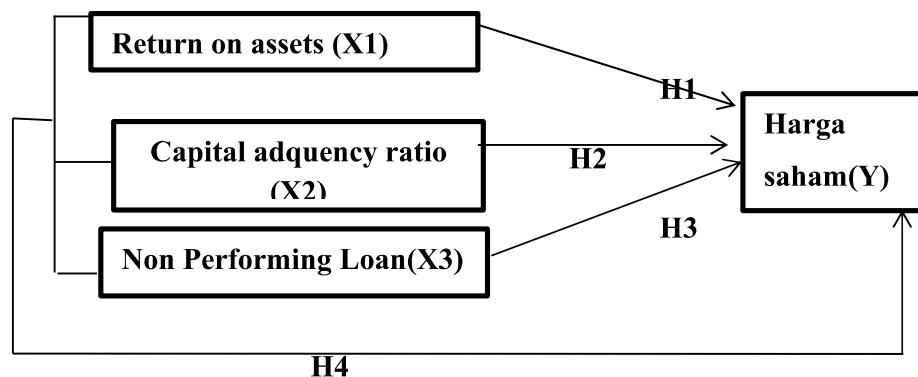 Return on assets (X1)
H1
Harga
saham(Y)
Capital adquency ratio
(X2)
H2
Non Performing Loan(X3)
H3
H4